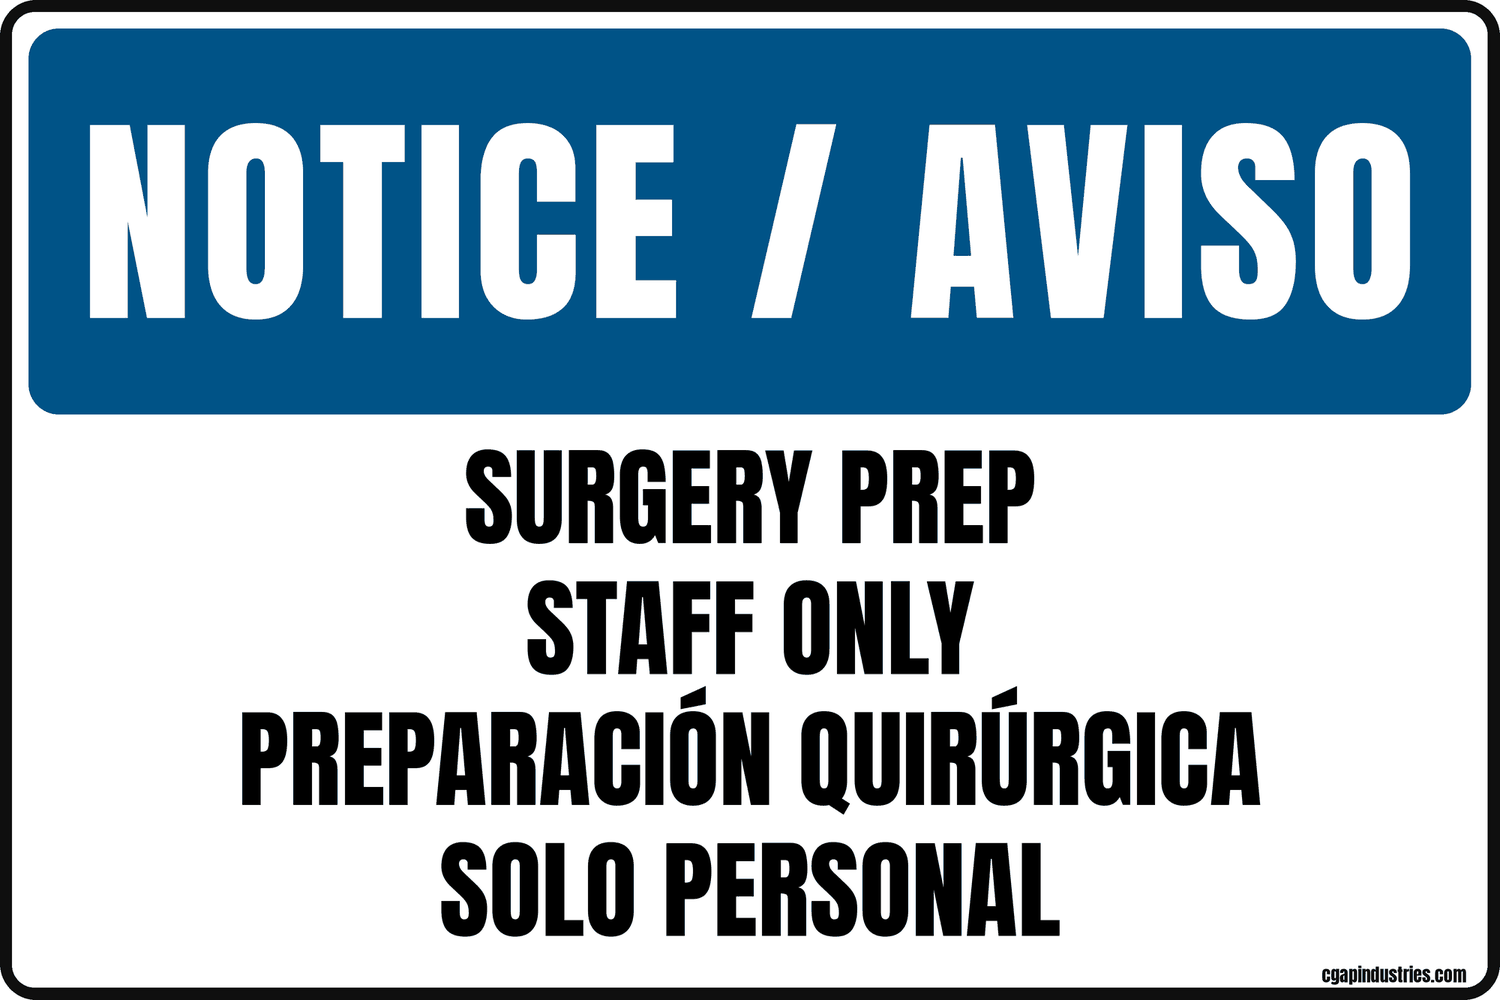 NOTICE / AVISO
SURGERY PREP
STAFF ONLY
PREPARACIÓN QUIRÚRGICA
SOLO PERSONAL
cgapindustries.com